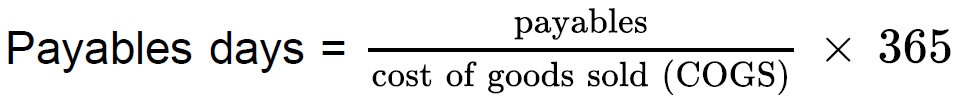 Payables days = payables / cost of goods sold (COGS) × 365